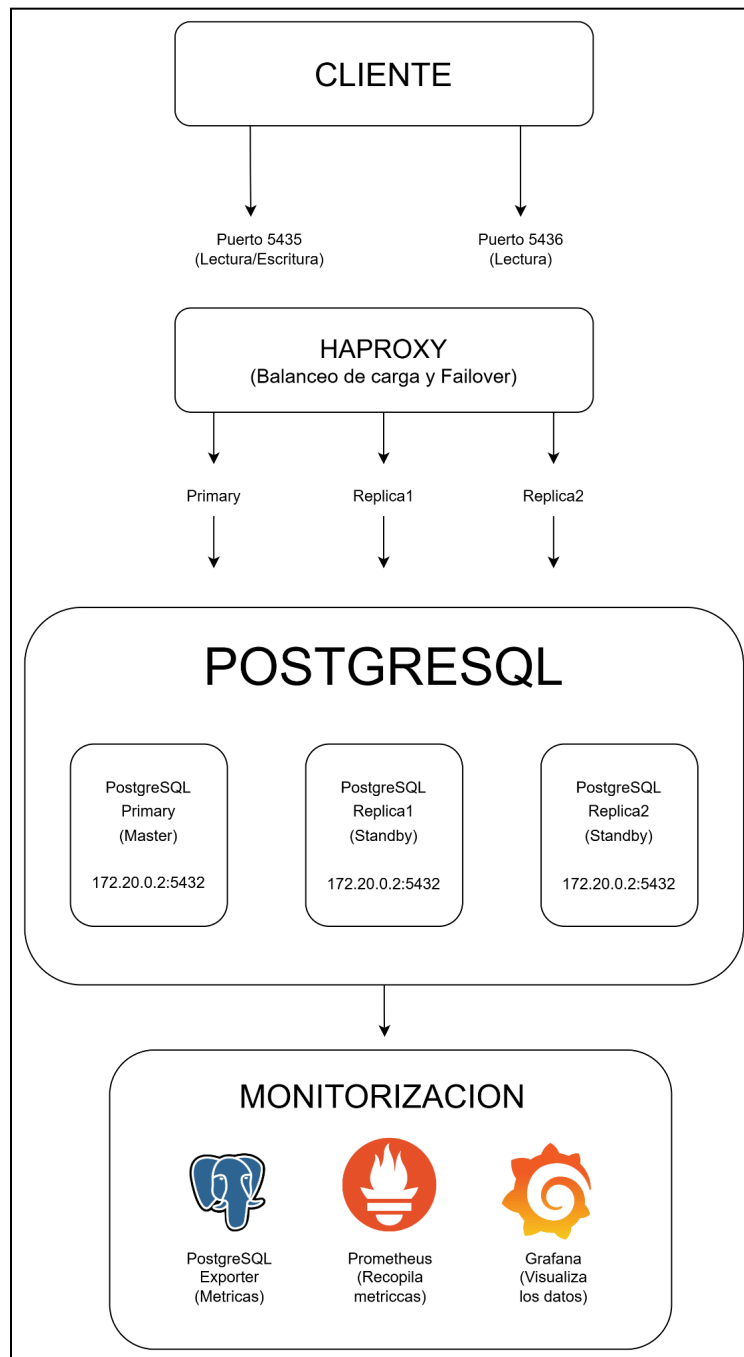 CLIENTE
Puerto 5435
(Lectura/Escritura)
Puerto 5436
(Lectura)
HAPROXY
(Balanceo de carga y Failover)
Primary
Replica1
Replica2
POSTGRESQL
PostgreSQL
Primary
(Master)
172.20.0.2:5432
PostgreSQL
Replica1
(Standby)
172.20.0.2:5432
PostgreSQL
Replica2
(Standby)
172.20.0.2:5432
MONITORIZACION
PostgreSQL
Exporter
(Metricas)
Prometheus
(Recopila
metriccas)
Grafana
(Visualiza
los datos)